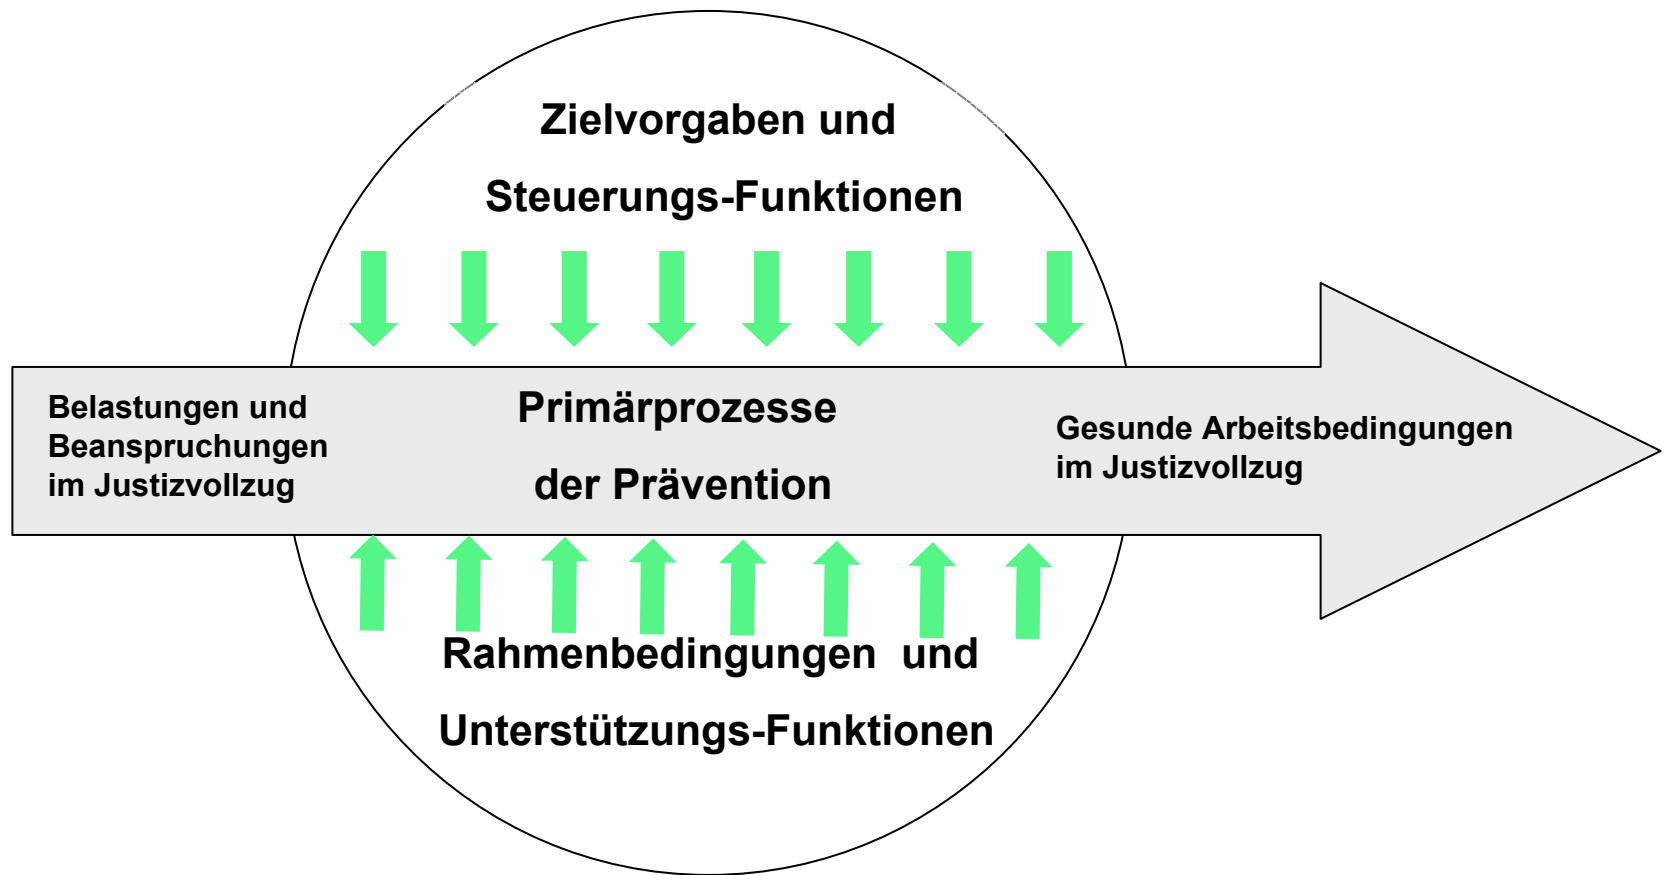 Zielvorgaben und
Steuerungs-Funktionen
Belastungen und
Beanspruchungen
im Justizvollzug
Primärprozesse
der Prävention
Gesunde Arbeitsbedingungen
im Justizvollzug
Rahmenbedingungen  und
Unterstützungs-Funktionen